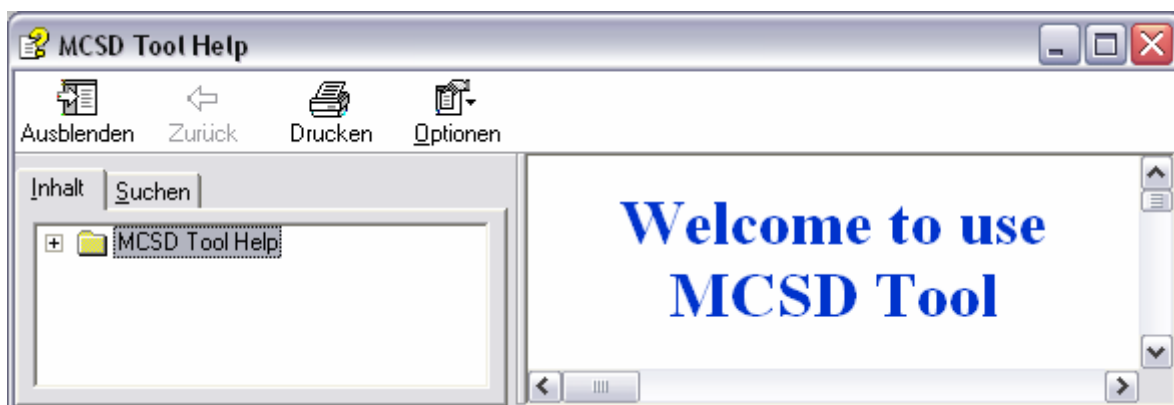 MCSD Tool Help
Ausblenden Zurück Drucken Optionen
Inhalt Suchen
MCSD Tool Help
Welcome to use
MCSD Tool